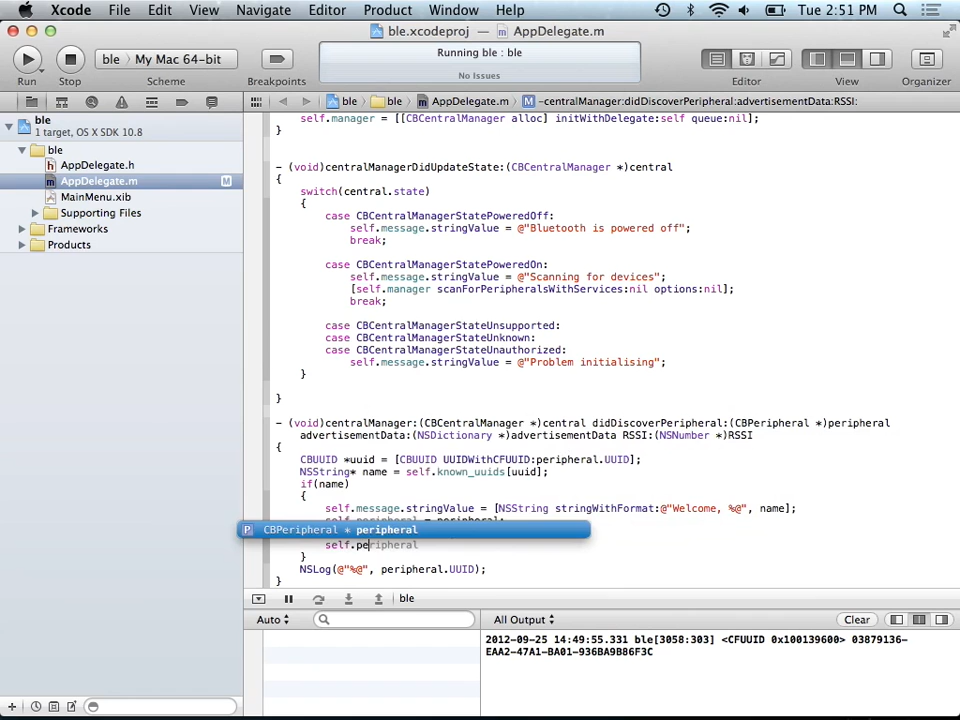 Xcode File Edit View Navigate Editor Product Window Help Tue 2:51 PM
ble.xcodeproj — AppDelegate.m
ble My Mac 64-bit
Running ble : ble
No Issues
Run Stop Scheme Breakpoints Editor View Organizer
ble ble AppDelegate.m -centralManager:didDiscoverPeripheral:advertisementData:RSSI:
ble
1 target, OS X SDK 10.8
ble
AppDelegate.h
AppDelegate.m M
MainMenu.xib
Supporting Files
Frameworks
Products
self.manager = [[CBCentralManager alloc] initWithDelegate:self queue:nil];
}
- (void)centralManagerDidUpdateState:(CBCentralManager *)central
{
switch(central.state)
{
case CBCentralManagerStatePoweredOff:
self.message.stringValue = @"Bluetooth is powered off";
break;
case CBCentralManagerStatePoweredOn:
self.message.stringValue = @"Scanning for devices";
[self.manager scanForPeripheralsWithServices:nil options:nil];
break;
case CBCentralManagerStateUnsupported:
case CBCentralManagerStateUnknown:
case CBCentralManagerStateUnauthorized:
self.message.stringValue = @"Problem initialising";
}
}
- (void)centralManager:(CBCentralManager *)central didDiscoverPeripheral:(CBPeripheral *)peripheral
advertisementData:(NSDictionary *)advertisementData RSSI:(NSNumber *)RSSI
{
CBUUID *uuid = [CBUUID UUIDWithCFUUID:peripheral.UUID];
NSString* name = self.known_uuids[uuid];
if(name)
{
self.message.stringValue = [NSString stringWithFormat:@"Welcome, %@", name];
self.peripheral = peripheral;
P CBPeripheral * peripheral
self.peripheral
}
NSLog(@"%@", peripheral.UUID);
}
ble
Auto All Output Clear
2012-09-25 14:49:55.331 ble[3058:303] <CFUUID 0x100139600> 03879136-
EAA2-47A1-BA01-936BA9B86F3C